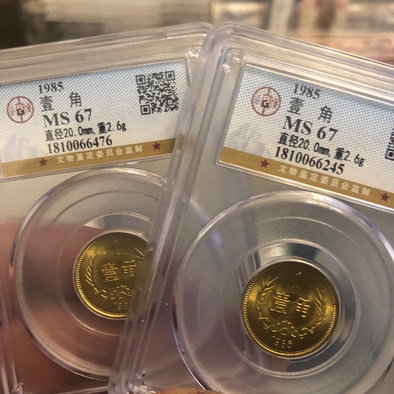 1985
壹 角
MS 67
直径20.0mm,重2.6g
1810066476
文物鉴定委员会监制
壹角
1985
壹 角
MS 67
直径20.0mm,重2.6g
1810066245
文物鉴定委员会监制
壹角
1985